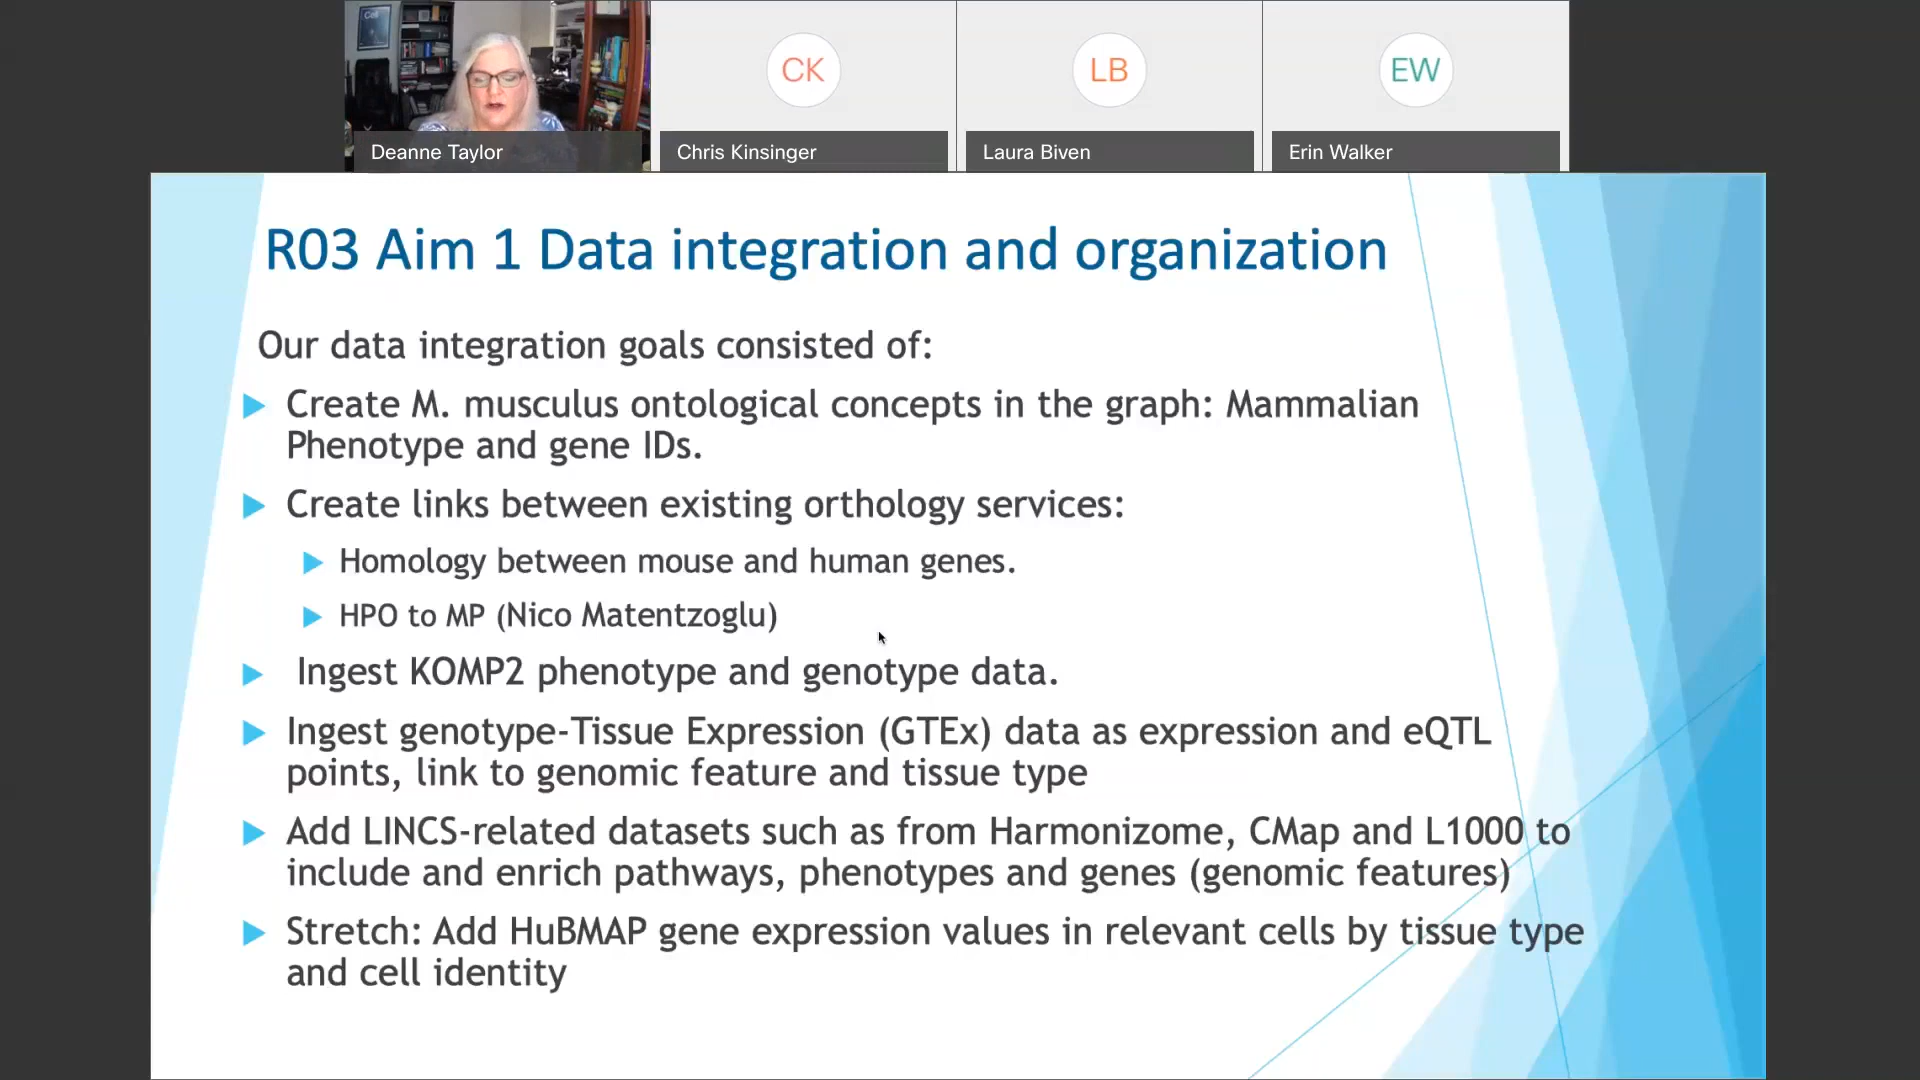 Cell
CK
LB
EW
Deanne Taylor
Chris Kinsinger
Laura Biven
Erin Walker
R03 Aim 1 Data integration and organization
Our data integration goals consisted of:
Create M. musculus ontological concepts in the graph: Mammalian
Phenotype and gene IDs.
Create links between existing orthology services:
Homology between mouse and human genes.
HPO to MP (Nico Matentzoglu)
Ingest KOMP2 phenotype and genotype data.
Ingest genotype-Tissue Expression (GTEx) data as expression and eQTL
points, link to genomic feature and tissue type
Add LINCS-related datasets such as from Harmonizome, CMap and L1000 to
include and enrich pathways, phenotypes and genes (genomic features)
Stretch: Add HuBMAP gene expression values in relevant cells by tissue type
and cell identity